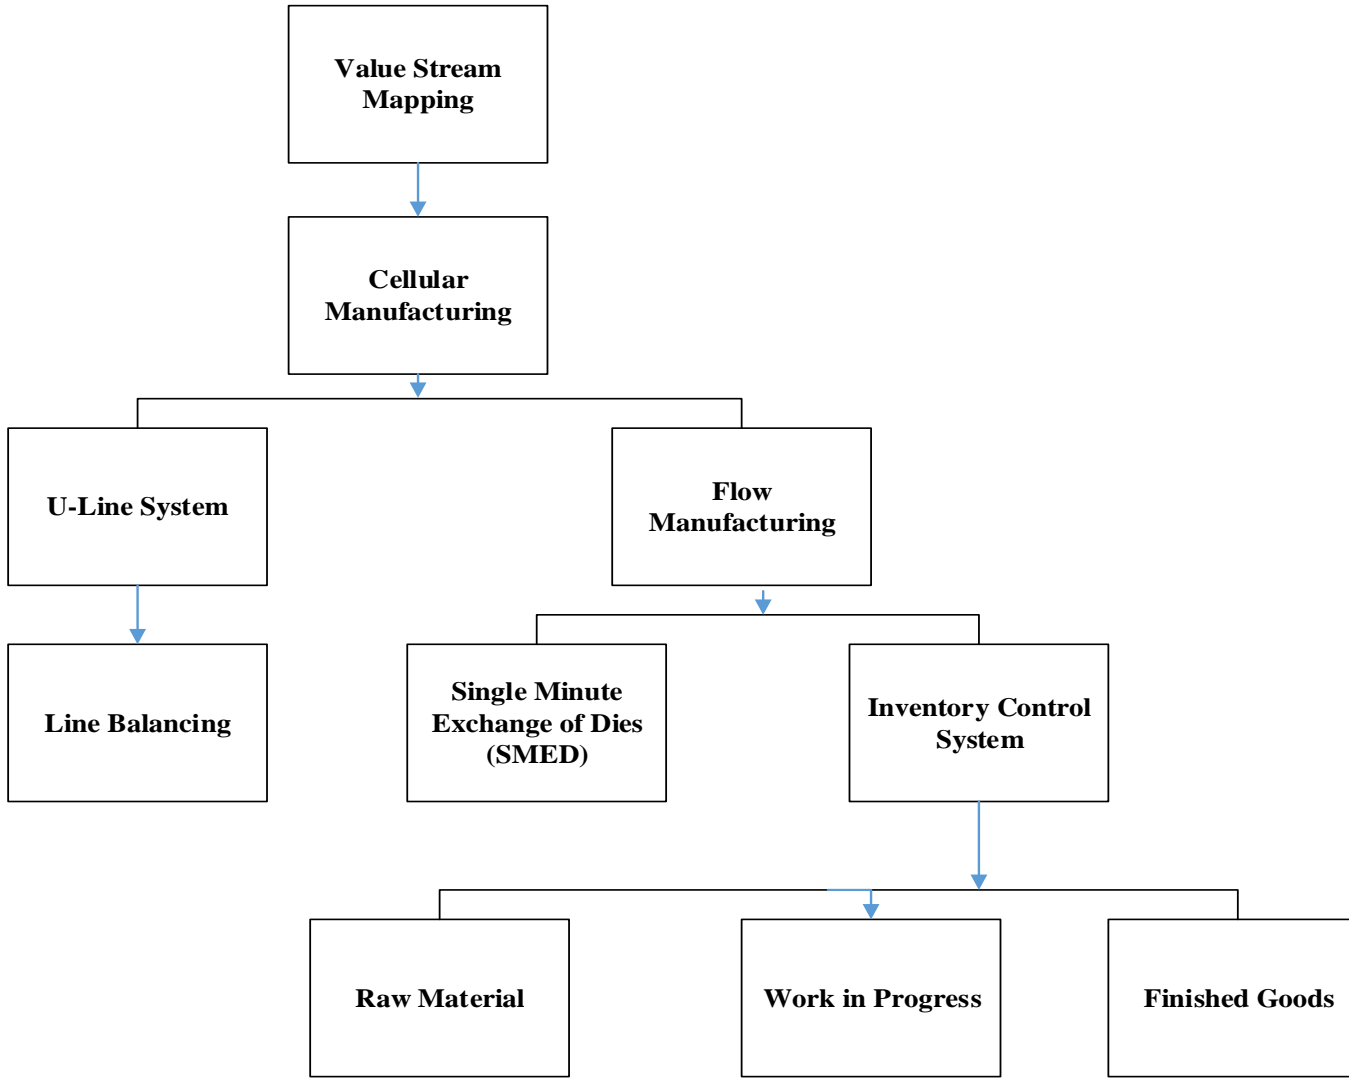 Value Stream
Mapping
Cellular
Manufacturing
U-Line System
Flow
Manufacturing
Line Balancing
Single Minute
Exchange of Dies
(SMED)
Inventory Control
System
Raw Material
Work in Progress
Finished Goods